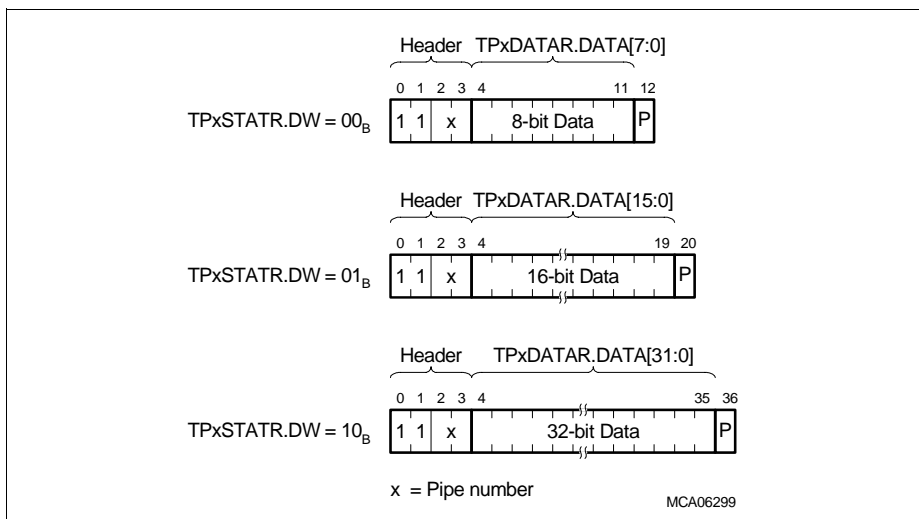 Header TPxDATAR.DATA[7:0]
0 1 2 3 4 11 12
TPxSTATR.DW = 00B 1 1 x 8-bit Data P
Header TPxDATAR.DATA[15:0]
0 1 2 3 4 19 20
TPxSTATR.DW = 01B 1 1 x 16-bit Data P
Header TPxDATAR.DATA[31:0]
0 1 2 3 4 35 36
TPxSTATR.DW = 10B 1 1 x 32-bit Data P
x = Pipe number
MCA06299